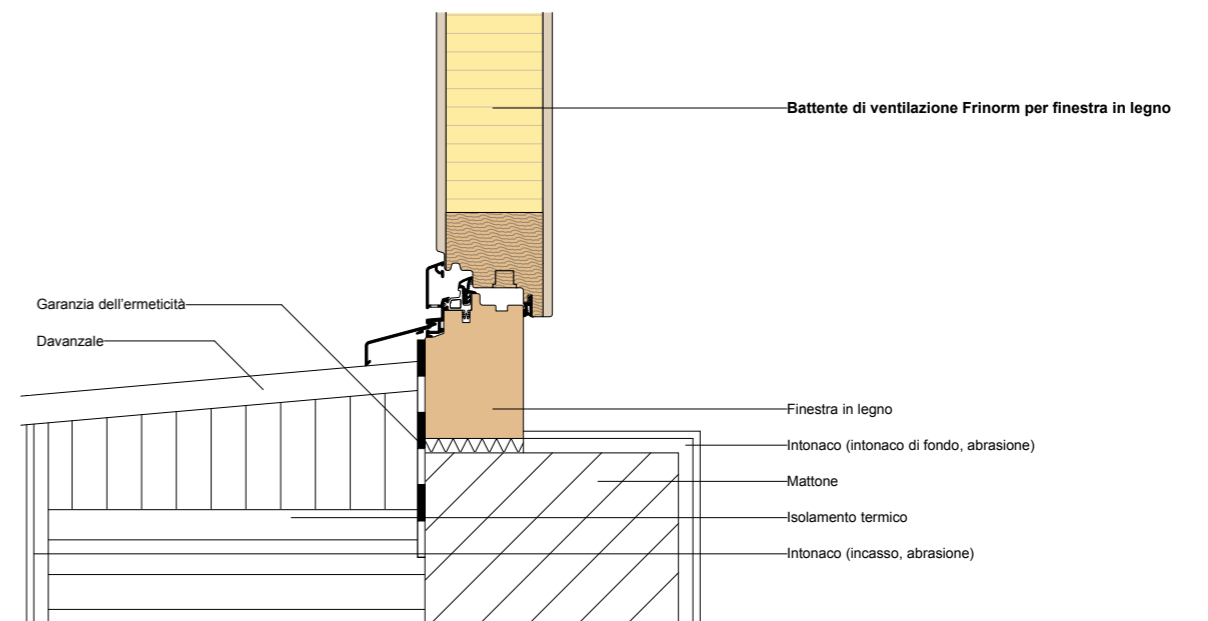 Battente di ventilazione Frinorm per finestra in legno
Garanzia dell'ermeticità
Davanzale
Finestra in legno
Intonaco (intonaco di fondo, abrasione)
Mattone
Isolamento termico
Intonaco (incasso, abrasione)